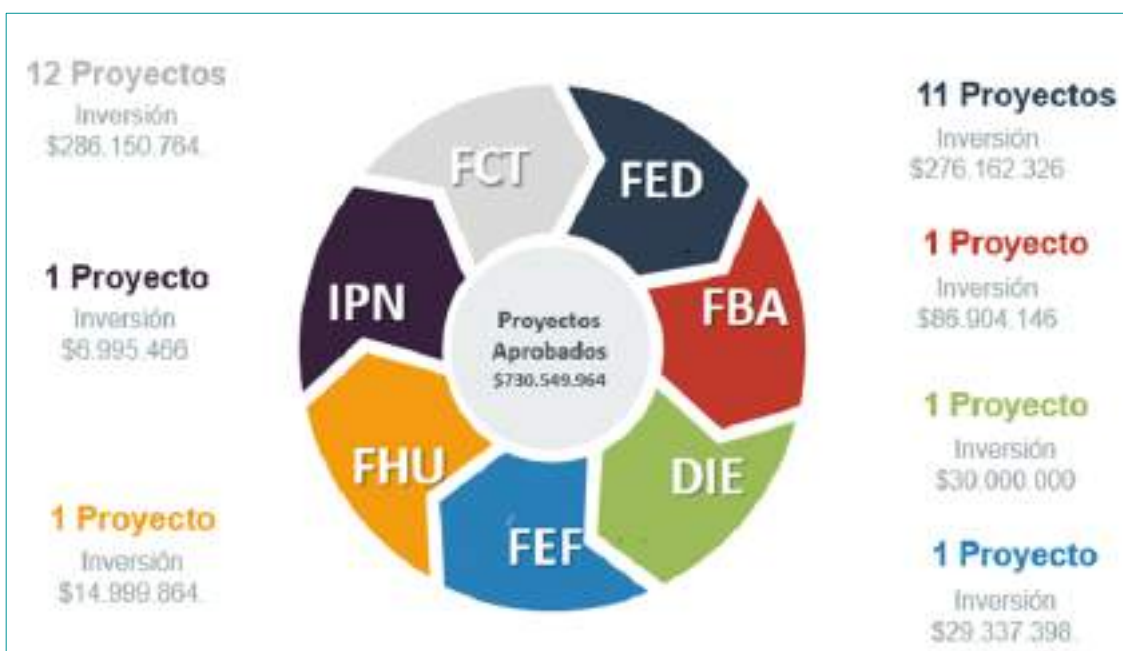 12 Proyectos
Inversión
$286.150.764.
1 Proyecto
Inversión
$6.995.466
1 Proyecto
Inversión
$14.999.864.
FCT
FED
IPN
FBA
Proyectos
Aprobados
$730.549.964
FHU
DIE
FEF
11 Proyectos
Inversión
$276.162.326
1 Proyecto
Inversión
$86.904.146
1 Proyecto
Inversión
$30.000.000
1 Proyecto
Inversión
$29.337.398.